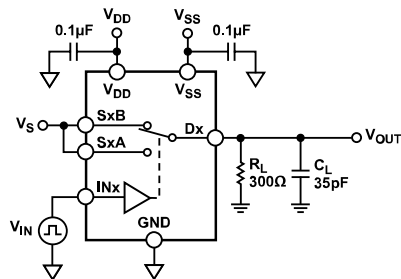 VDD
VSS
0.1µF
0.1µF
VDD
VSS
VS
SxB
SxA
Dx
VOUT
RL
300Ω
CL
35pF
INx
VIN
GND